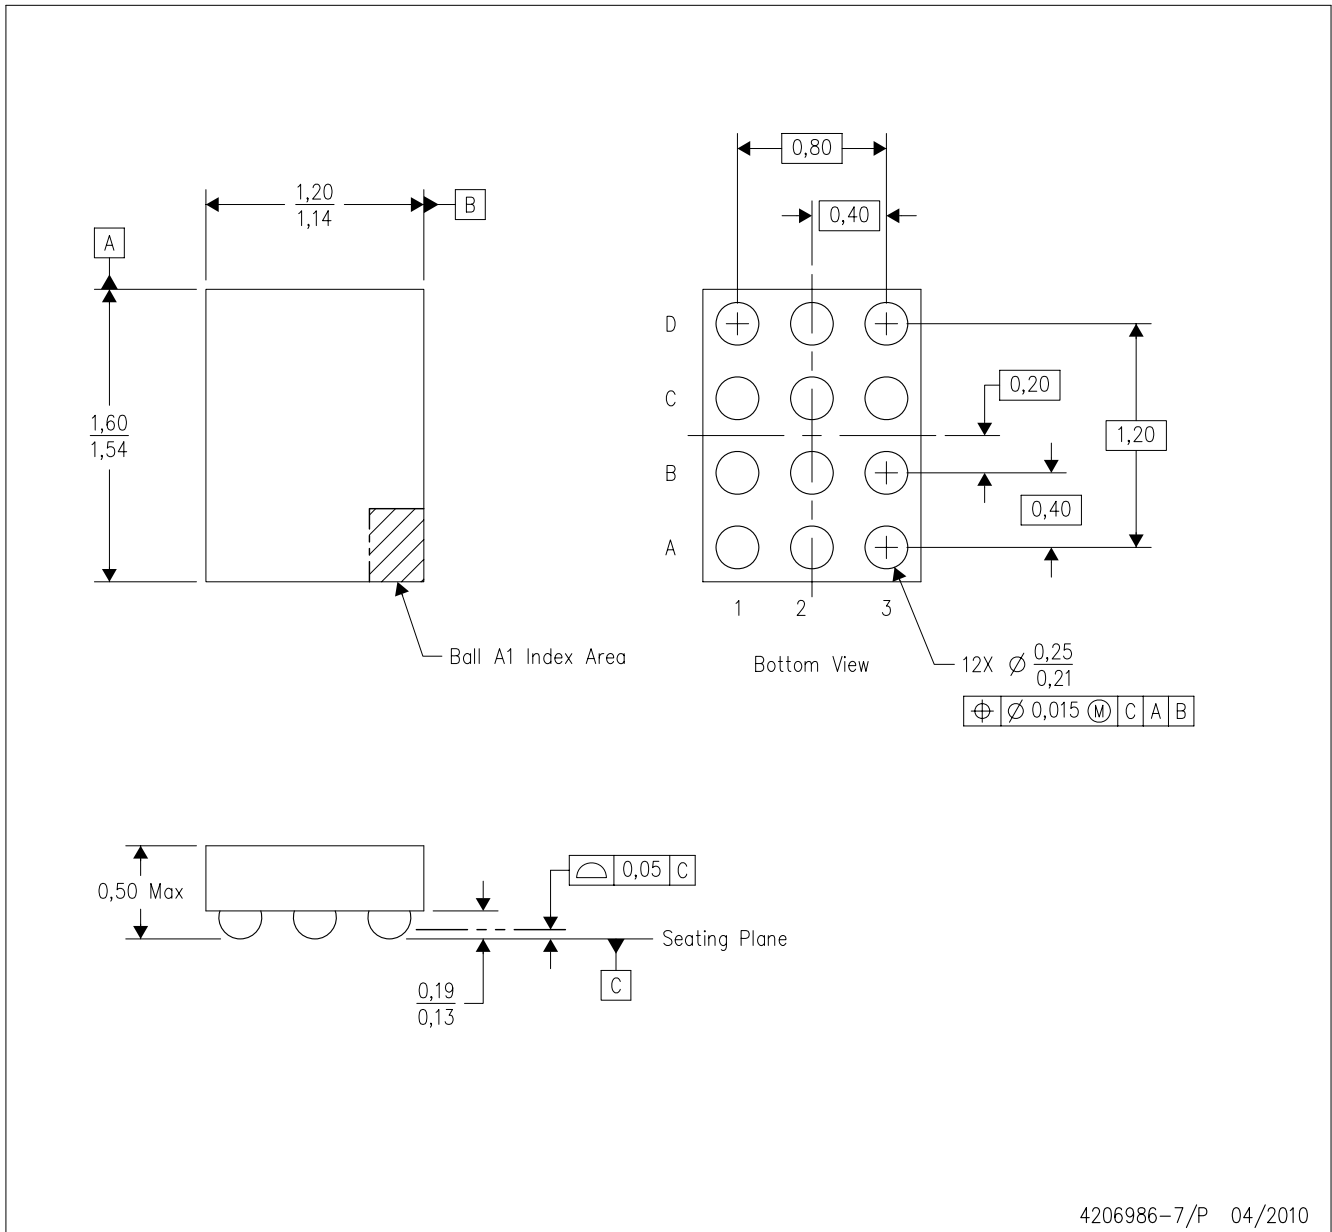 0,80
1,20
1,14
B
0,40
A
D
C
0,20
1,60
1,54
1,20
B
0,40
A
1 2 3
Ball A1 Index Area
Bottom View
12X Ø 0,25
0,21
⌖ Ø 0,015 Ⓜ C A B
0,05 C
0,50 Max
Seating Plane
0,19
0,13
C
4206986-7/P 04/2010